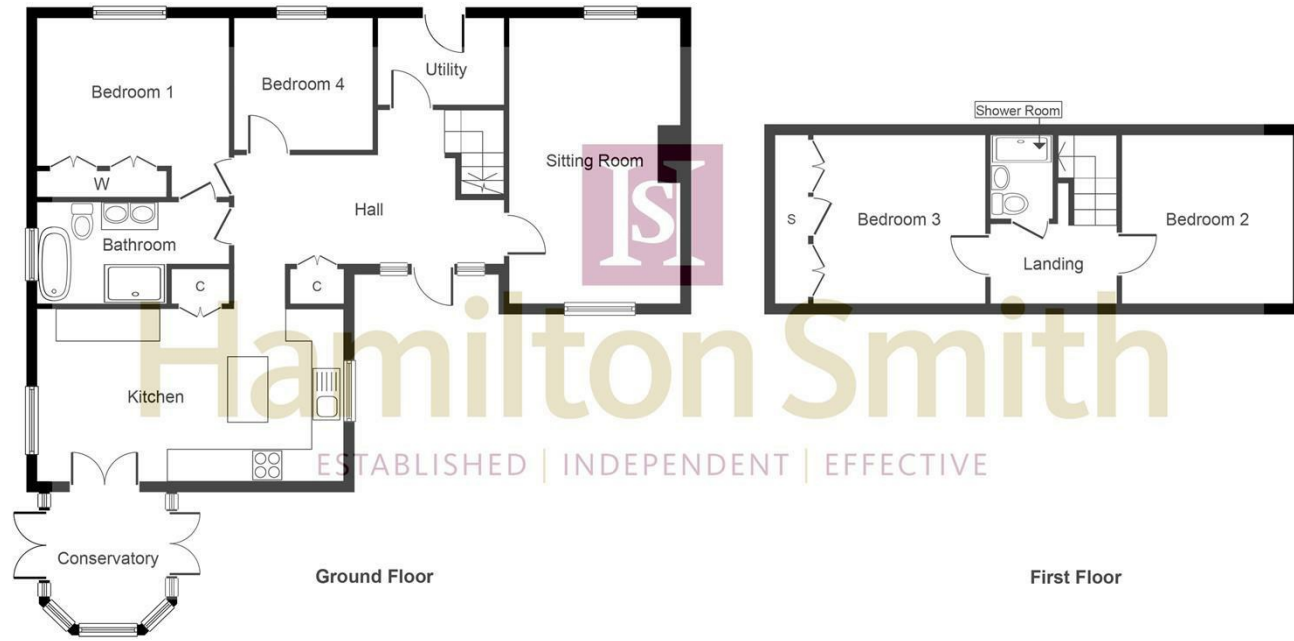 Bedroom 1
Bedroom 4
Utility
Sitting Room
W
Hall
Bathroom
C
C
Kitchen
Conservatory
Ground Floor
Shower Room
S
Bedroom 3
Bedroom 2
Landing
First Floor
HS
Hamilton Smith
ESTABLISHED | INDEPENDENT | EFFECTIVE